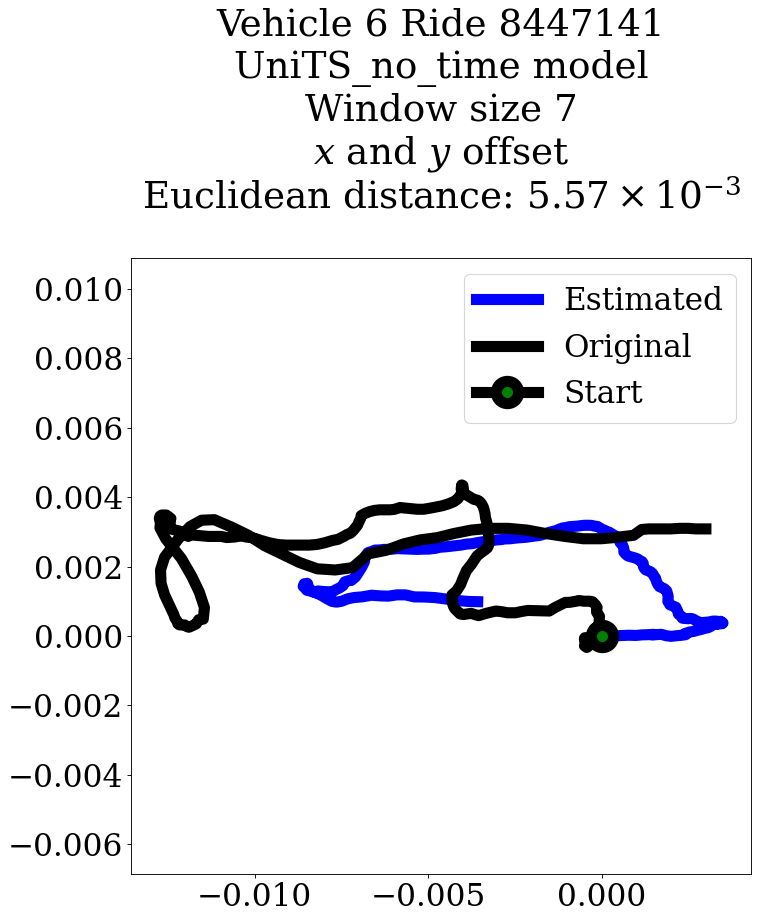 Vehicle 6 Ride 8447141
UniTS_no_time model
Window size 7
x and y offset
Euclidean distance: 5.57 × 10⁻³
0.010
0.008
0.006
0.004
0.002
0.000
−0.002
−0.004
−0.006
Estimated
Original
Start
−0.010 −0.005 0.000